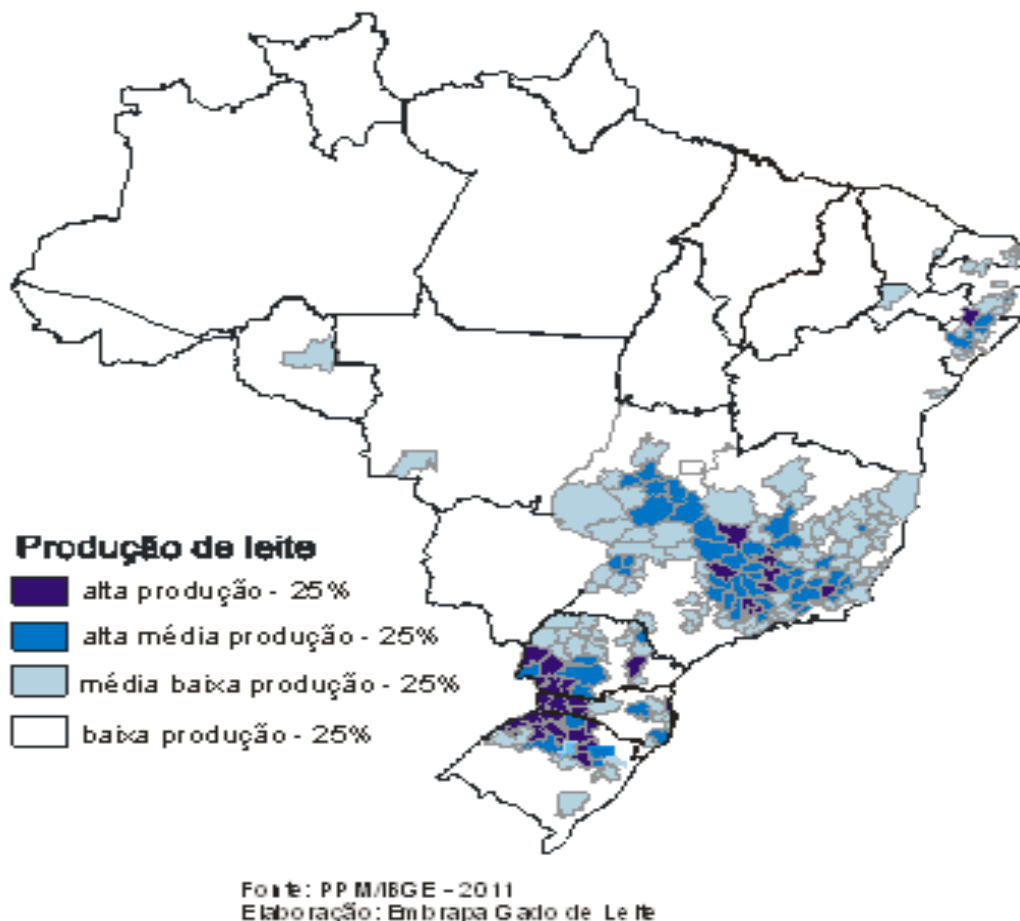 Produção de leite
alta produção - 25%
alta média produção - 25%
média baixa produção - 25%
baixa produção - 25%
Fonte: PPM/IBGE - 2011
Elaboração: Embrapa Gado de Leite